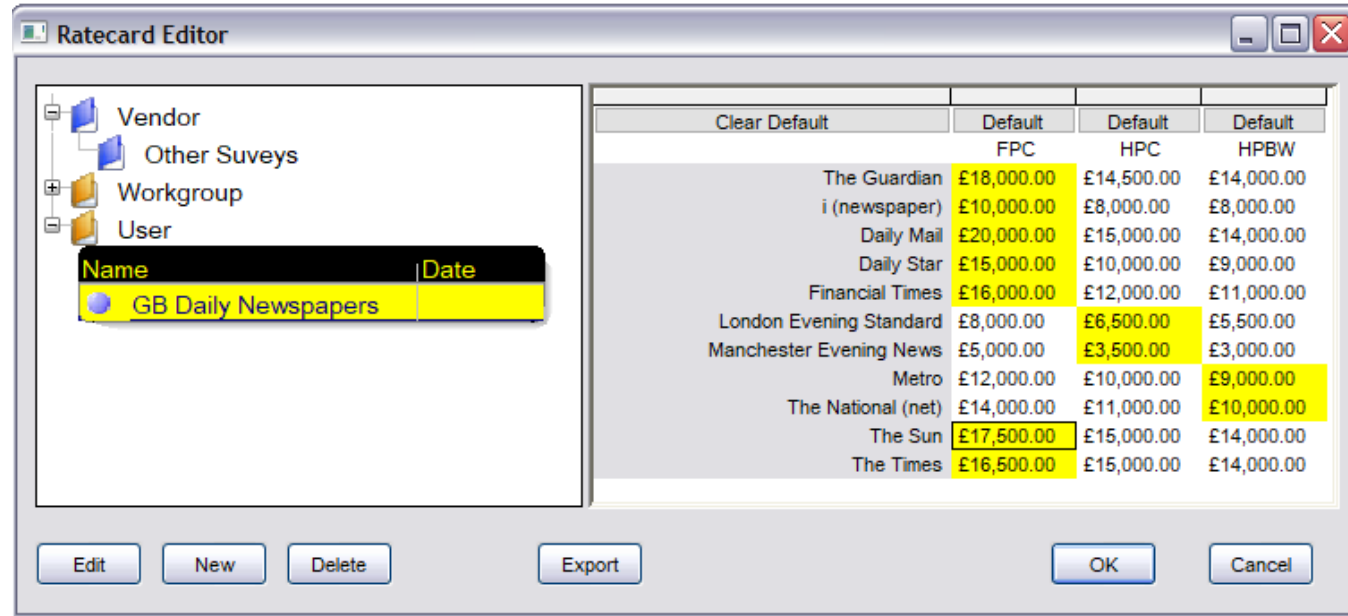 Ratecard Editor
Vendor
Other Suveys
Workgroup
User
Name Date
GB Daily Newspapers
Clear Default Default Default Default
FPC HPC HPBW
The Guardian £18,000.00 £14,500.00 £14,000.00
i (newspaper) £10,000.00 £8,000.00 £8,000.00
Daily Mail £20,000.00 £15,000.00 £14,000.00
Daily Star £15,000.00 £10,000.00 £9,000.00
Financial Times £16,000.00 £12,000.00 £11,000.00
London Evening Standard £8,000.00 £6,500.00 £5,500.00
Manchester Evening News £5,000.00 £3,500.00 £3,000.00
Metro £12,000.00 £10,000.00 £9,000.00
The National (net) £14,000.00 £11,000.00 £10,000.00
The Sun £17,500.00 £15,000.00 £14,000.00
The Times £16,500.00 £15,000.00 £14,000.00
Edit New Delete Export OK Cancel